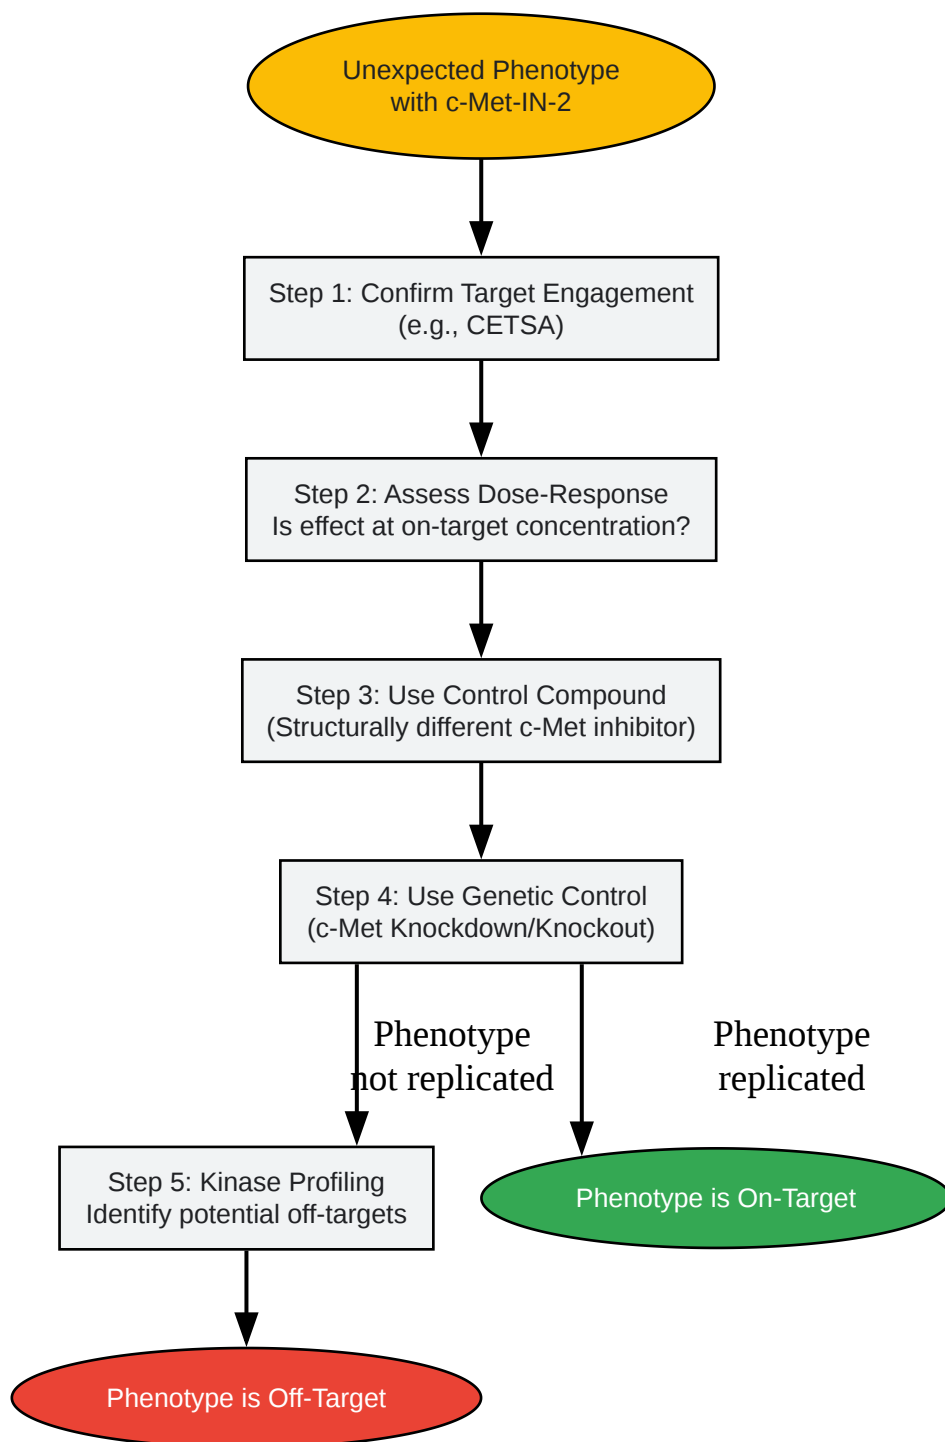 Unexpected Phenotype
with c-Met-IN-2
Step 1: Confirm Target Engagement
(e.g., CETSA)
Step 2: Assess Dose-Response
Is effect at on-target concentration?
Step 3: Use Control Compound
(Structurally different c-Met inhibitor)
Step 4: Use Genetic Control
(c-Met Knockdown/Knockout)
Phenotype
not replicated
Phenotype
replicated
Step 5: Kinase Profiling
Identify potential off-targets
Phenotype is On-Target
Phenotype is Off-Target